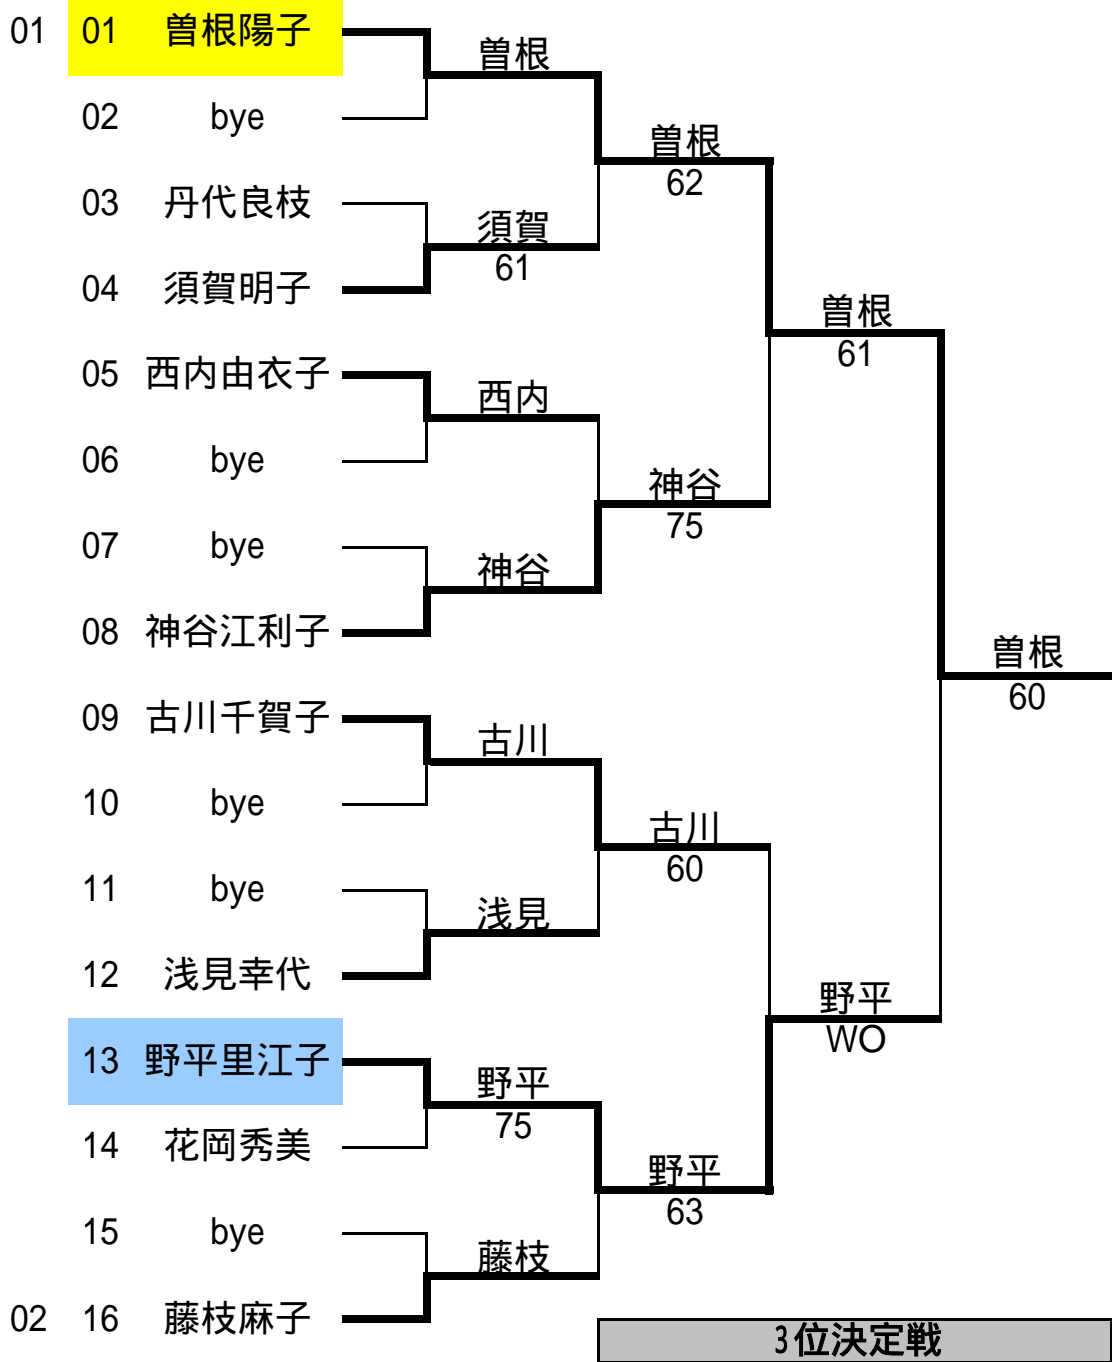 01 01 曽根陽子
曽根
02 bye
曽根
62
03 丹代良枝
須賀
61
04 須賀明子
曽根
61
05 西内由衣子
西内
06 bye
神谷
75
07 bye
神谷
08 神谷江利子
曽根
60
09 古川千賀子
古川
10 bye
古川
60
11 bye
浅見
12 浅見幸代
野平
WO
13 野平里江子
野平
75
14 花岡秀美
野平
63
15 bye
藤枝
02 16 藤枝麻子
3位決定戦